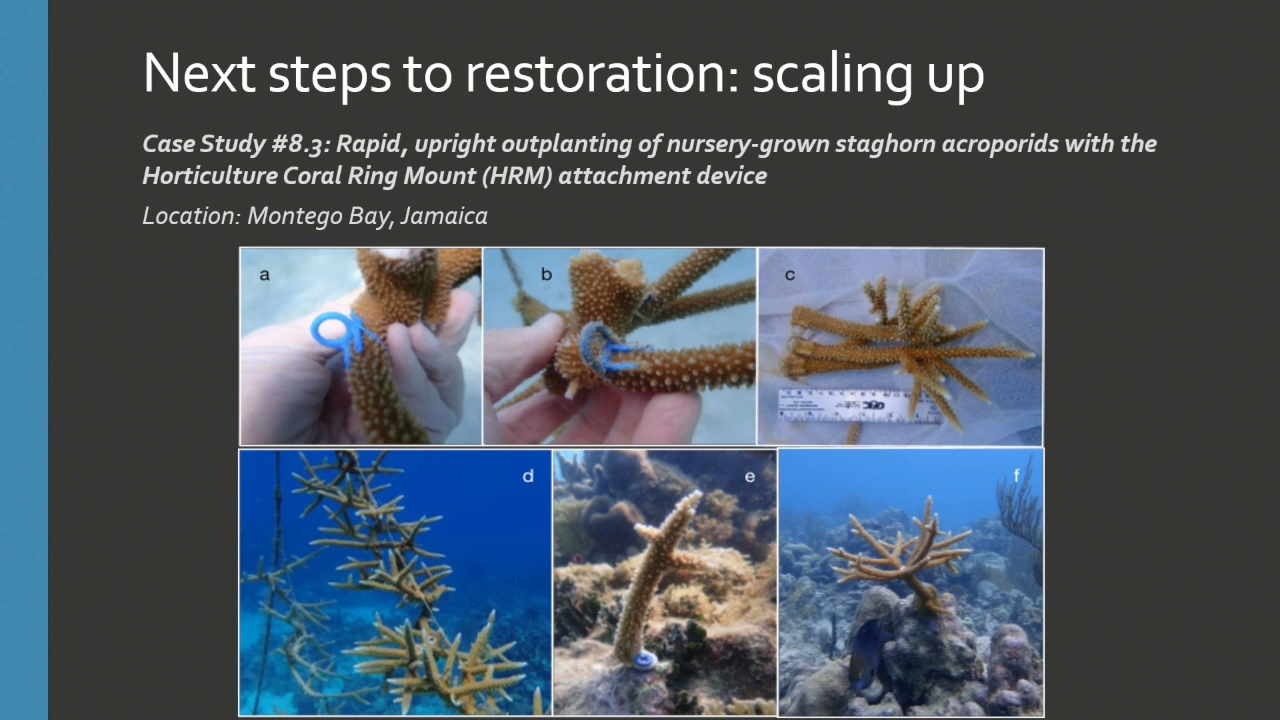 Next steps to restoration: scaling up
Case Study #8.3: Rapid, upright outplanting of nursery-grown staghorn acroporids with the
Horticulture Coral Ring Mount (HRM) attachment device
Location: Montego Bay, Jamaica
a
b
c
d
e
f